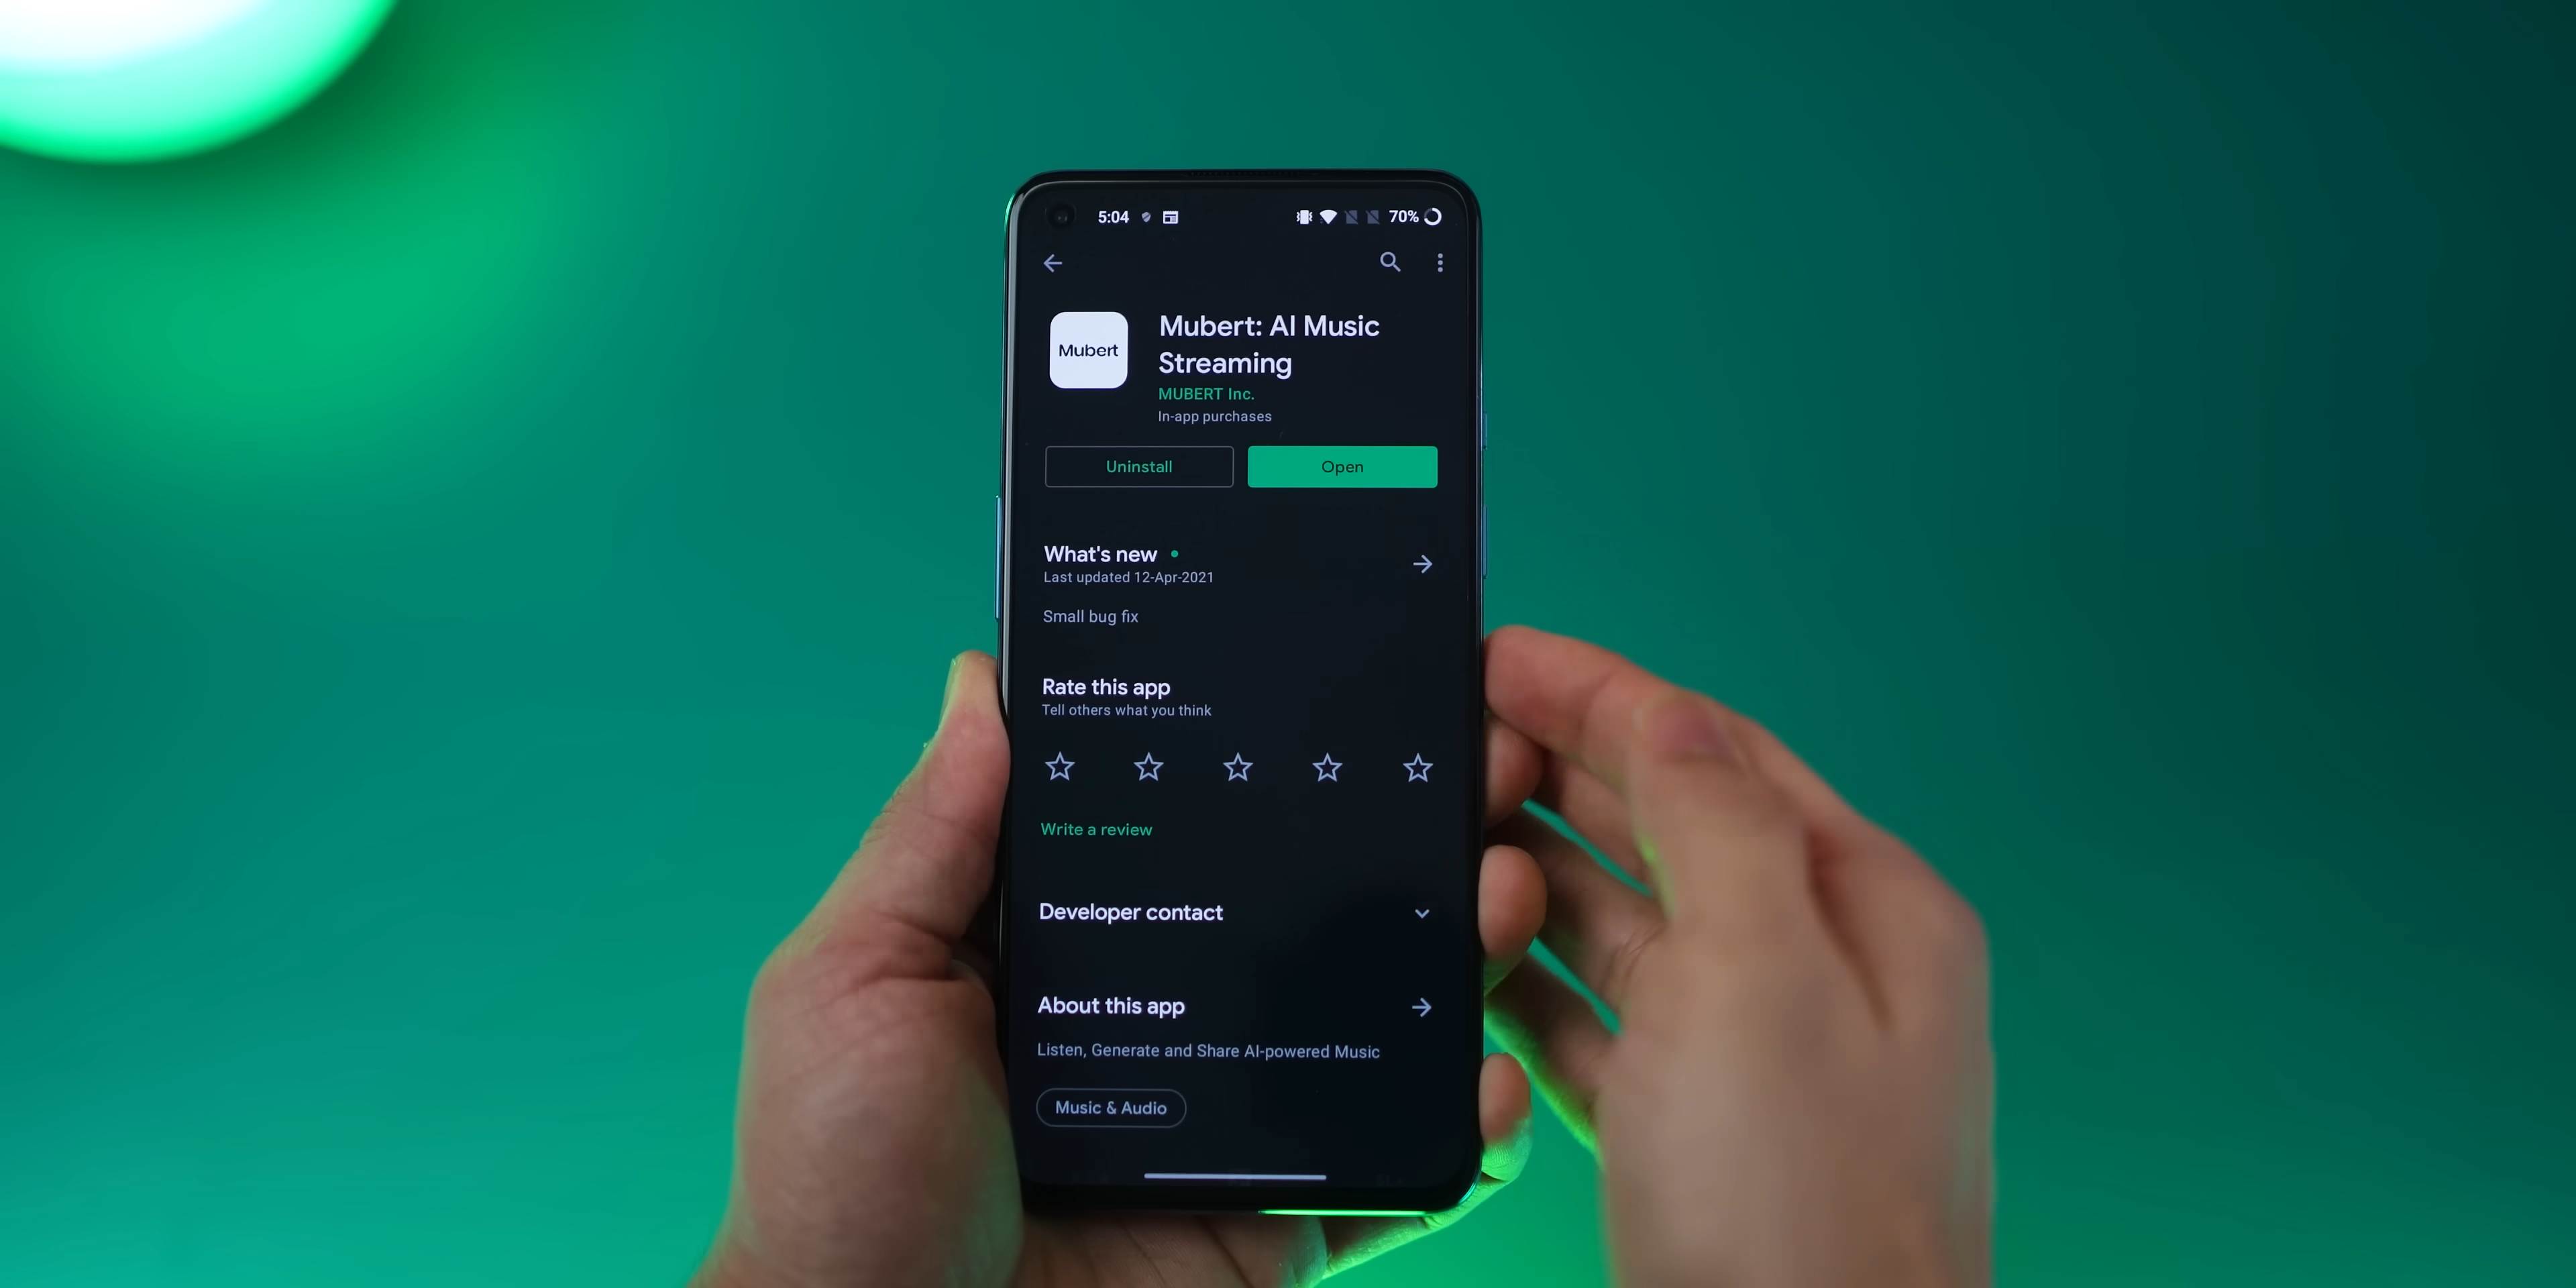 5:04
70%
Mubert
Mubert: AI Music
Streaming
MUBERT Inc.
In-app purchases
Uninstall
Open
What's new
Last updated 12-Apr-2021
Small bug fix
Rate this app
Tell others what you think
Write a review
Developer contact
About this app
Listen, Generate and Share AI-powered Music
Music & Audio